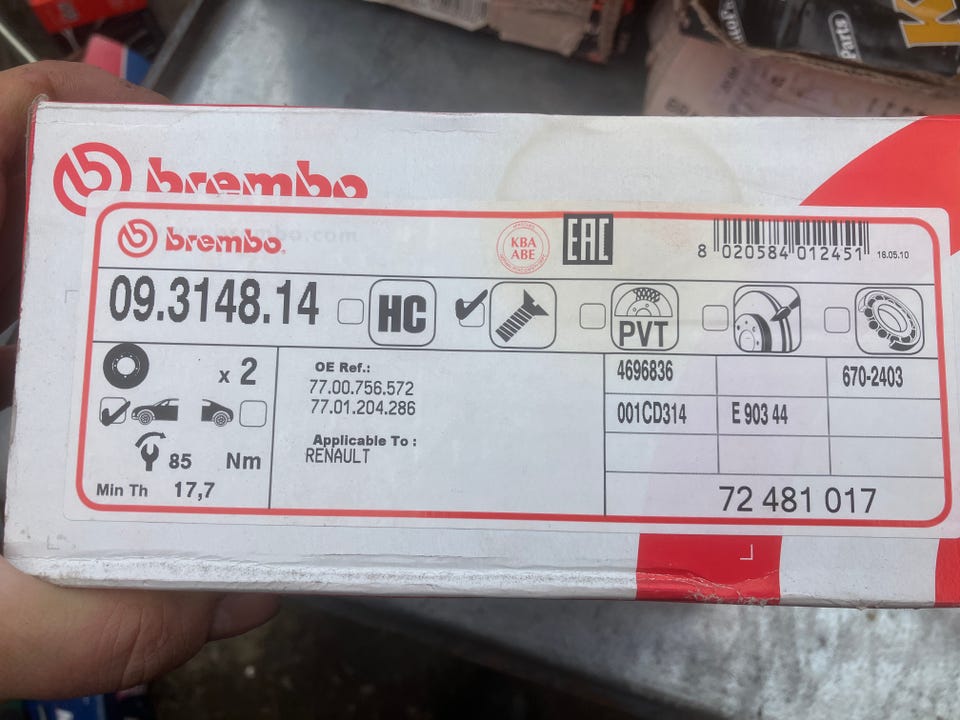 AutoPa
Parts
K
brembo
brembo
KBA
ABE
EAC
8 020584 012451
18.05.10
09.3148.14
HC
PVT
x 2
OE Ref.:
77.00.756.572
77.01.204.286
Applicable To :
RENAULT
4696836
670-2403
001CD314
E 903 44
85 Nm
Min Th 17,7
72 481 017